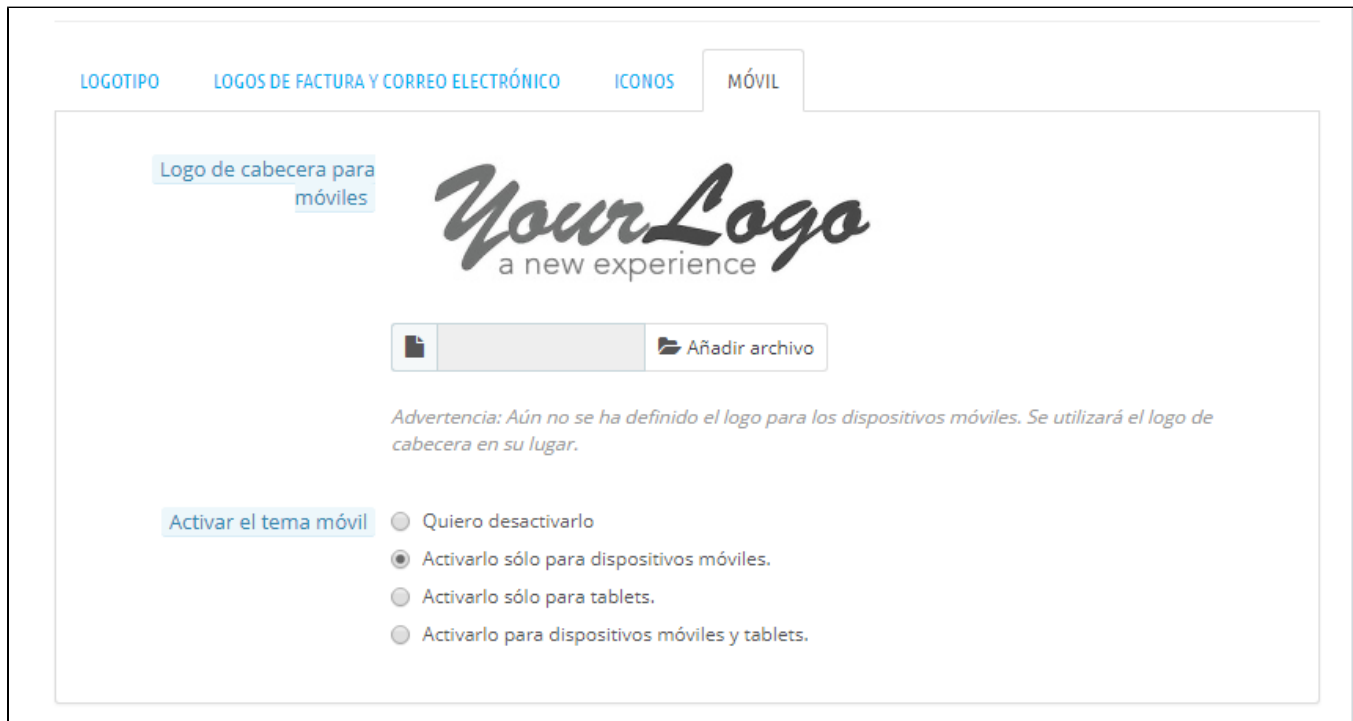 LOGOTIPO LOGOS DE FACTURA Y CORREO ELECTRÓNICO ICONOS MÓVIL
Logo de cabecera para
móviles
YourLogo
a new experience
Añadir archivo
Advertencia: Aún no se ha definido el logo para los dispositivos móviles. Se utilizará el logo de
cabecera en su lugar.
Activar el tema móvil Quiero desactivarlo
Activarlo sólo para dispositivos móviles.
Activarlo sólo para tablets.
Activarlo para dispositivos móviles y tablets.